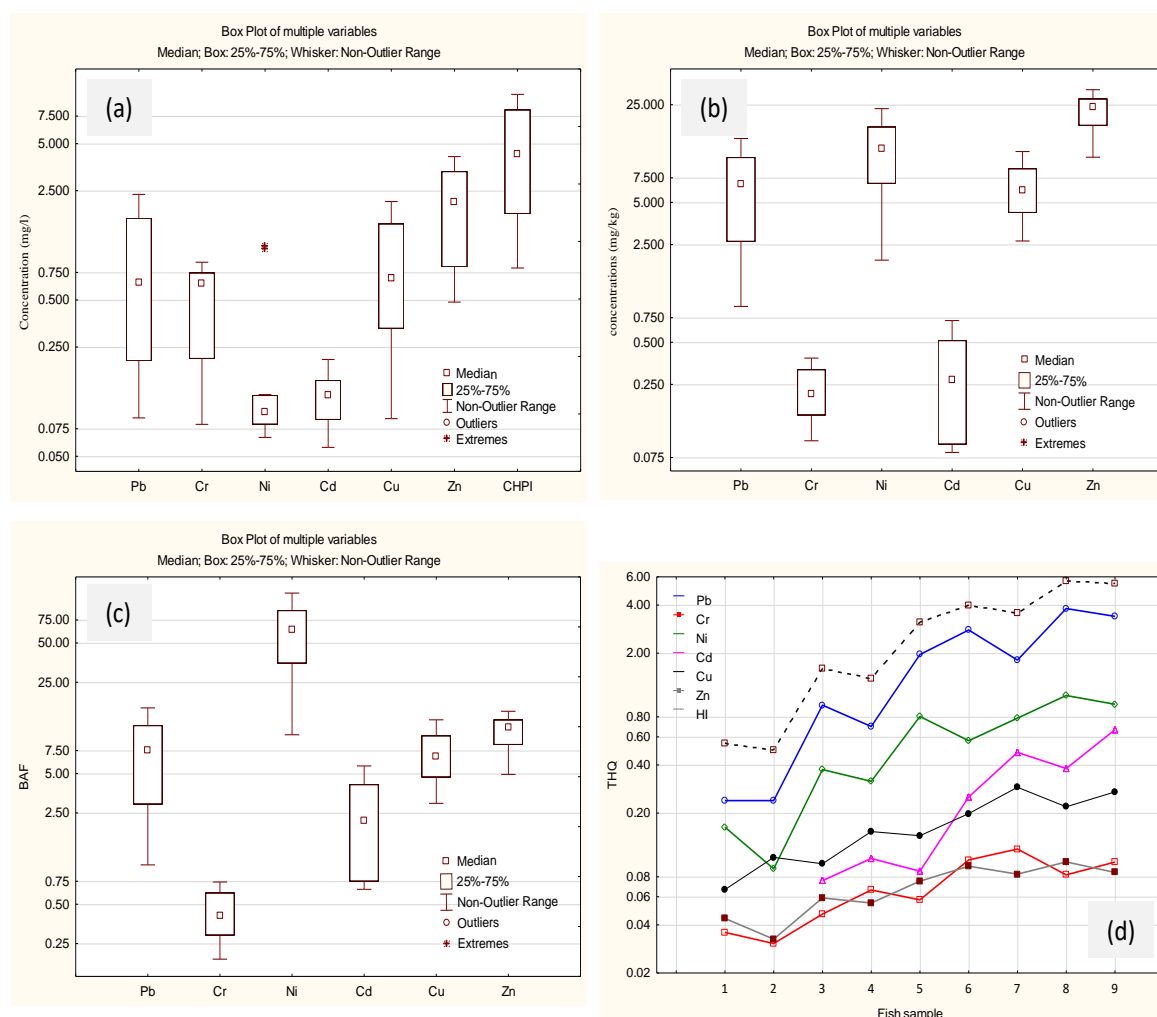 Box Plot of multiple variables
Median; Box: 25%-75%; Whisker: Non-Outlier Range
(a)
Concentration (mg/l)
7.500
5.000
2.500
0.750
0.500
0.250
0.075
0.050
Median
25%-75%
Non-Outlier Range
Outliers
Extremes
Pb Cr Ni Cd Cu Zn CHPI
Box Plot of multiple variables
Median; Box: 25%-75%; Whisker: Non-Outlier Range
(b)
concentrations (mg/kg)
25.000
7.500
5.000
2.500
0.750
0.500
0.250
0.075
Median
25%-75%
Non-Outlier Range
Outliers
Extremes
Pb Cr Ni Cd Cu Zn
Box Plot of multiple variables
Median; Box: 25%-75%; Whisker: Non-Outlier Range
(c)
BAF
75.00
50.00
25.00
7.50
5.00
2.50
0.75
0.50
0.25
Median
25%-75%
Non-Outlier Range
Outliers
Extremes
Pb Cr Ni Cd Cu Zn
THQ
6.00
4.00
2.00
0.80
0.60
0.40
0.20
0.08
0.06
0.04
0.02
Pb
Cr
Ni
Cd
Cu
Zn
HI
(d)
1 2 3 4 5 6 7 8 9
Fish sample